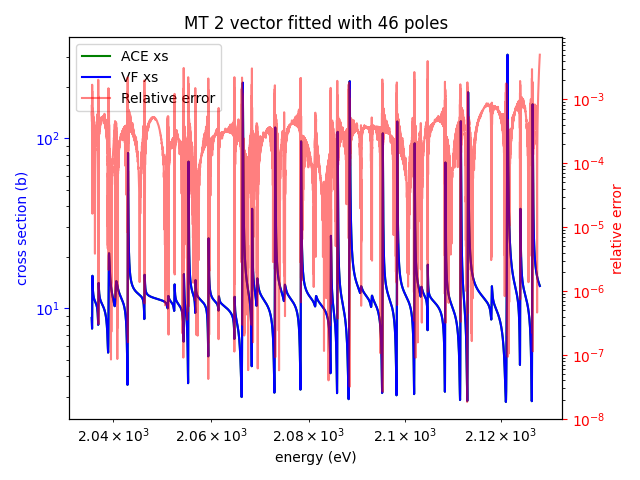 MT 2 vector fitted with 46 poles
ACE xs
VF xs
Relative error
cross section (b)
10²
10¹
relative error
10⁻³
10⁻⁴
10⁻⁵
10⁻⁶
10⁻⁷
10⁻⁸
2.04 × 10³ 2.06 × 10³ 2.08 × 10³ 2.1 × 10³ 2.12 × 10³
energy (eV)